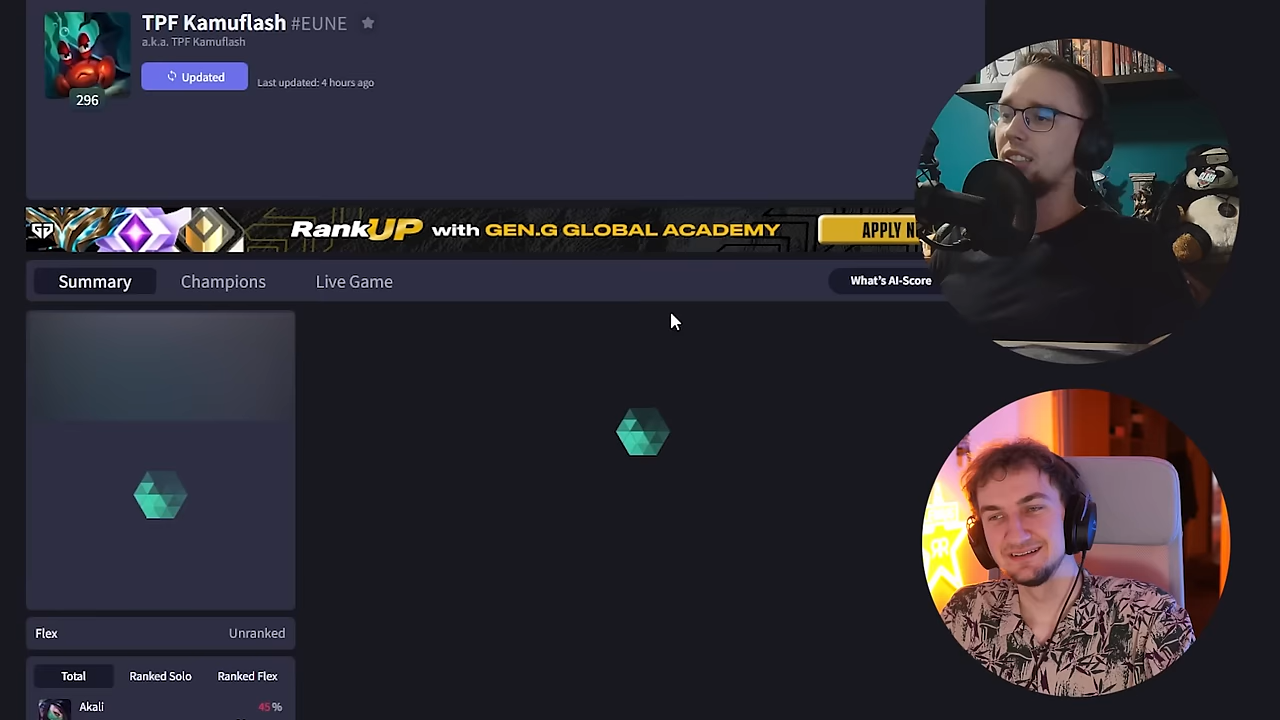 TPF Kamuflash #EUNE
a.k.a. TPF Kamuflash
Updated
Last updated: 4 hours ago
296
RankUP with GEN.G GLOBAL ACADEMY
APPLY N
Summary
Champions
Live Game
What's AI-Score
Flex
Unranked
Total
Ranked Solo
Ranked Flex
Akali
45%